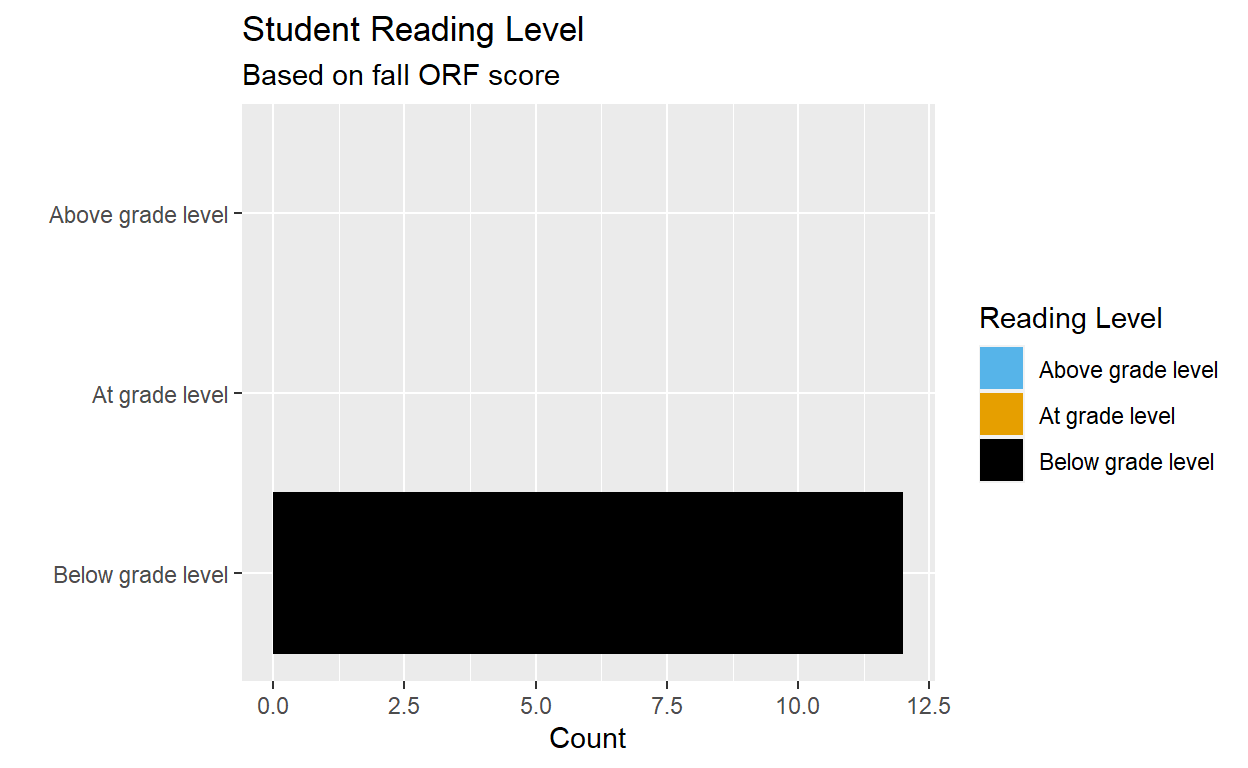 Student Reading Level
Based on fall ORF score
Above grade level
At grade level
Below grade level
0.0 2.5 5.0 7.5 10.0 12.5
Count
Reading Level
Above grade level
At grade level
Below grade level